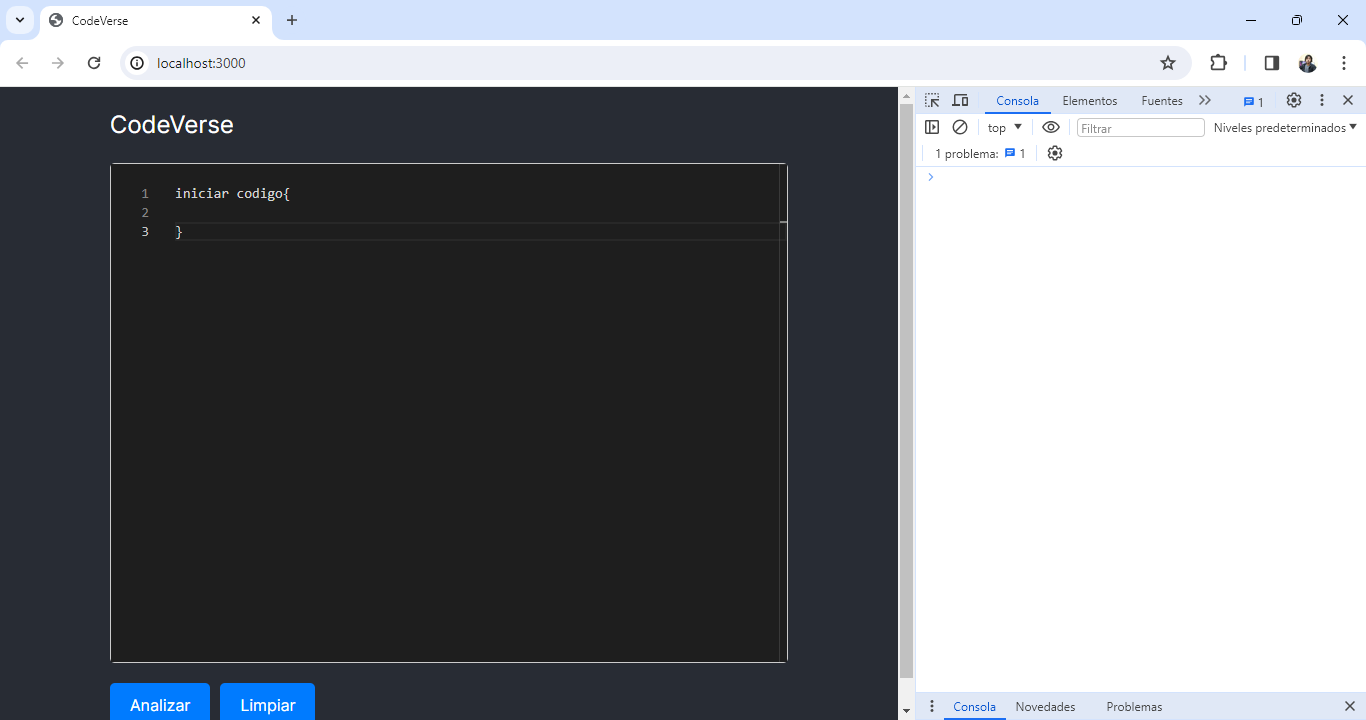 CodeVerse
localhost:3000
CodeVerse
1 iniciar codigo{
2
3 }
Analizar Limpiar
Consola Elementos Fuentes 1
top Filtrar Niveles predeterminados
1 problema: 1
Consola Novedades Problemas